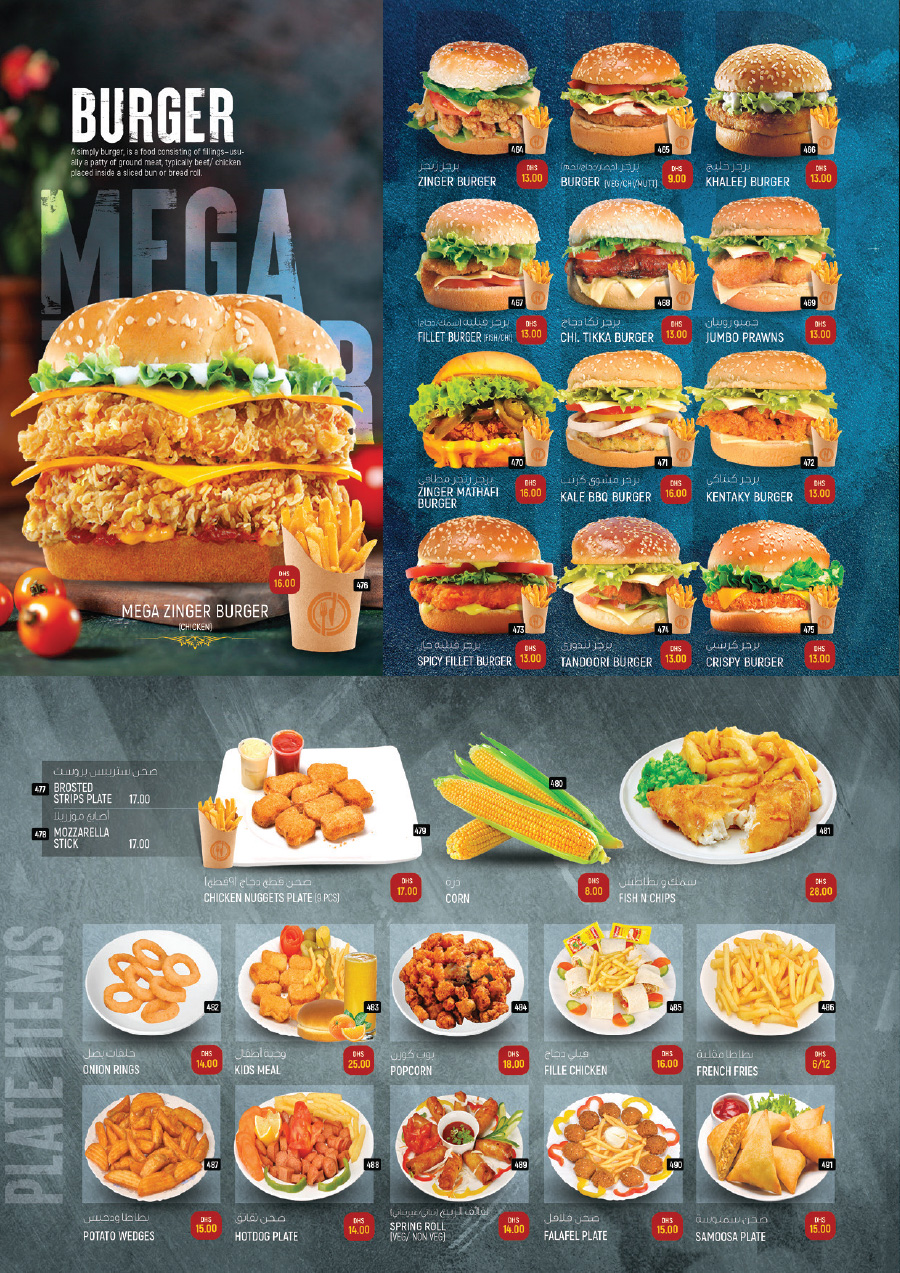 BURGER
A simply burger, is a food consisting of fillings—usu-
ally a patty of ground meat, typically beef/ chicken
placed inside a sliced bun or bread roll.
MEGA
DHS
16.00
476
MEGA ZINGER BURGER
(CHICKEN)
464
برجر زنجر
ZINGER BURGER
DHS
13.00
465
برجر (خضار/دجاج/لحم)
BURGER (VEG/CHI/MUTT)
DHS
9.00
466
برجر خليج
KHALEEJ BURGER
DHS
13.00
467
برجر فيليه (سمك/دجاج)
FILLET BURGER (FISH/CHI)
DHS
13.00
468
برجر تكا دجاج
CHI. TIKKA BURGER
DHS
13.00
469
جمبو روبيان
JUMBO PRAWNS
DHS
13.00
470
برجر زنجر مطافي
ZINGER MATHAFI
BURGER
DHS
16.00
471
برجر مشوي كرنب
KALE BBQ BURGER
DHS
16.00
472
برجر كنتاكي
KENTAKY BURGER
DHS
13.00
473
برجر فيليه حار
SPICY FILLET BURGER
DHS
13.00
474
برجر تندوري
TANDOORI BURGER
DHS
13.00
475
برجر كرسبي
CRISPY BURGER
DHS
13.00
PLATE ITEMS
477
صحن ستريبس بروست
BROSTED
STRIPS PLATE 17.00
478
أصابع موزريلا
MOZZARELLA
STICK 17.00
479
صحن قطع دجاج (٩قطع)
CHICKEN NUGGETS PLATE (9 PCS)
DHS
17.00
480
ذرة
CORN
DHS
8.00
481
سمك و بطاطس
FISH N CHIPS
DHS
28.00
482
حلقات بصل
ONION RINGS
DHS
14.00
483
وجبة أطفال
KIDS MEAL
DHS
25.00
484
بوب كورن
POPCORN
DHS
18.00
485
فيلي دجاج
FILLE CHICKEN
DHS
16.00
486
بطاطا مقلية
FRENCH FRIES
DHS
6/12
487
بطاطا ودجيس
POTATO WEDGES
DHS
15.00
488
صحن نقانق
HOTDOG PLATE
DHS
14.00
489
لفائف الربيع
SPRING ROLL
(VEG/ NON VEG)
DHS
14.00
490
صحن فلافل
FALAFEL PLATE
DHS
15.00
491
صحن سمبوسة
SAMOOSA PLATE
DHS
15.00